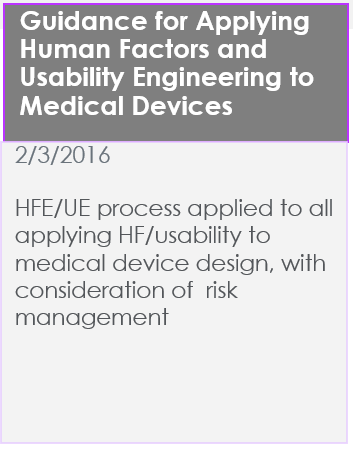 Guidance for Applying
Human Factors and
Usability Engineering to
Medical Devices
2/3/2016
HFE/UE process applied to all
applying HF/usability to
medical device design, with
consideration of risk
management